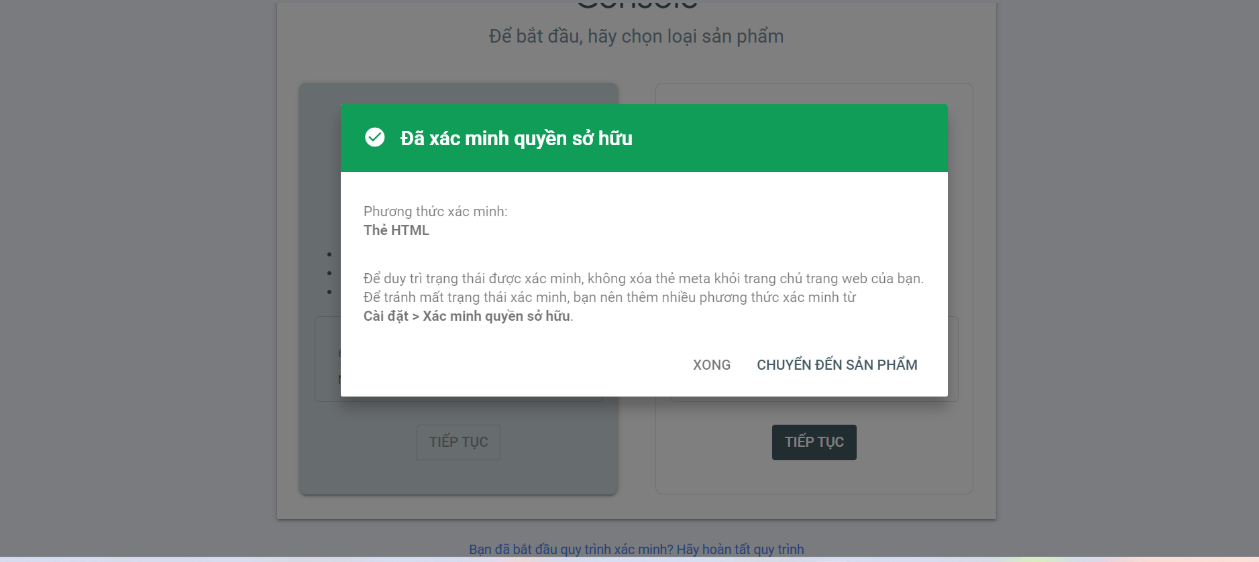 Console
Để bắt đầu, hãy chọn loại sản phẩm
Đã xác minh quyền sở hữu
Phương thức xác minh:
Thẻ HTML
Để duy trì trạng thái được xác minh, không xóa thẻ meta khỏi trang chủ trang web của bạn.
Để tránh mất trạng thái xác minh, bạn nên thêm nhiều phương thức xác minh từ
Cài đặt > Xác minh quyền sở hữu.
XONG CHUYỂN ĐẾN SẢN PHẨM
TIẾP TỤC TIẾP TỤC
Bạn đã bắt đầu quy trình xác minh? Hãy hoàn tất quy trình